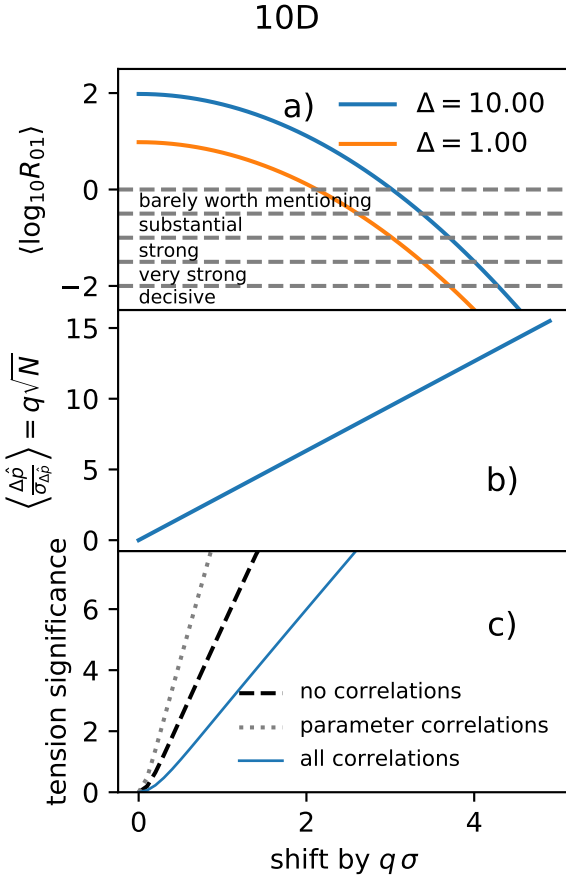 10D
a)
Δ = 10.00
Δ = 1.00
⟨log₁₀R₀₁⟩
2
0
−2
barely worth mentioning
substantial
strong
very strong
decisive
⟨Δp̂/σ_Δp̂⟩ = q√N
15
10
5
0
b)
tension significance
6
4
2
0
c)
no correlations
parameter correlations
all correlations
0 2 4
shift by q σ